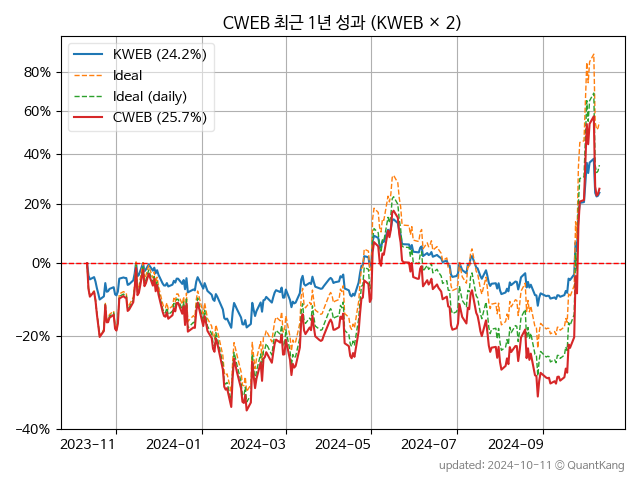 CWEB 최근 1년 성과 (KWEB × 2)
KWEB (24.2%)
Ideal
Ideal (daily)
CWEB (25.7%)
80%
60%
40%
20%
0%
−20%
−40%
2023−11
2024−01
2024−03
2024−05
2024−07
2024−09
updated: 2024-10-11 © QuantKang